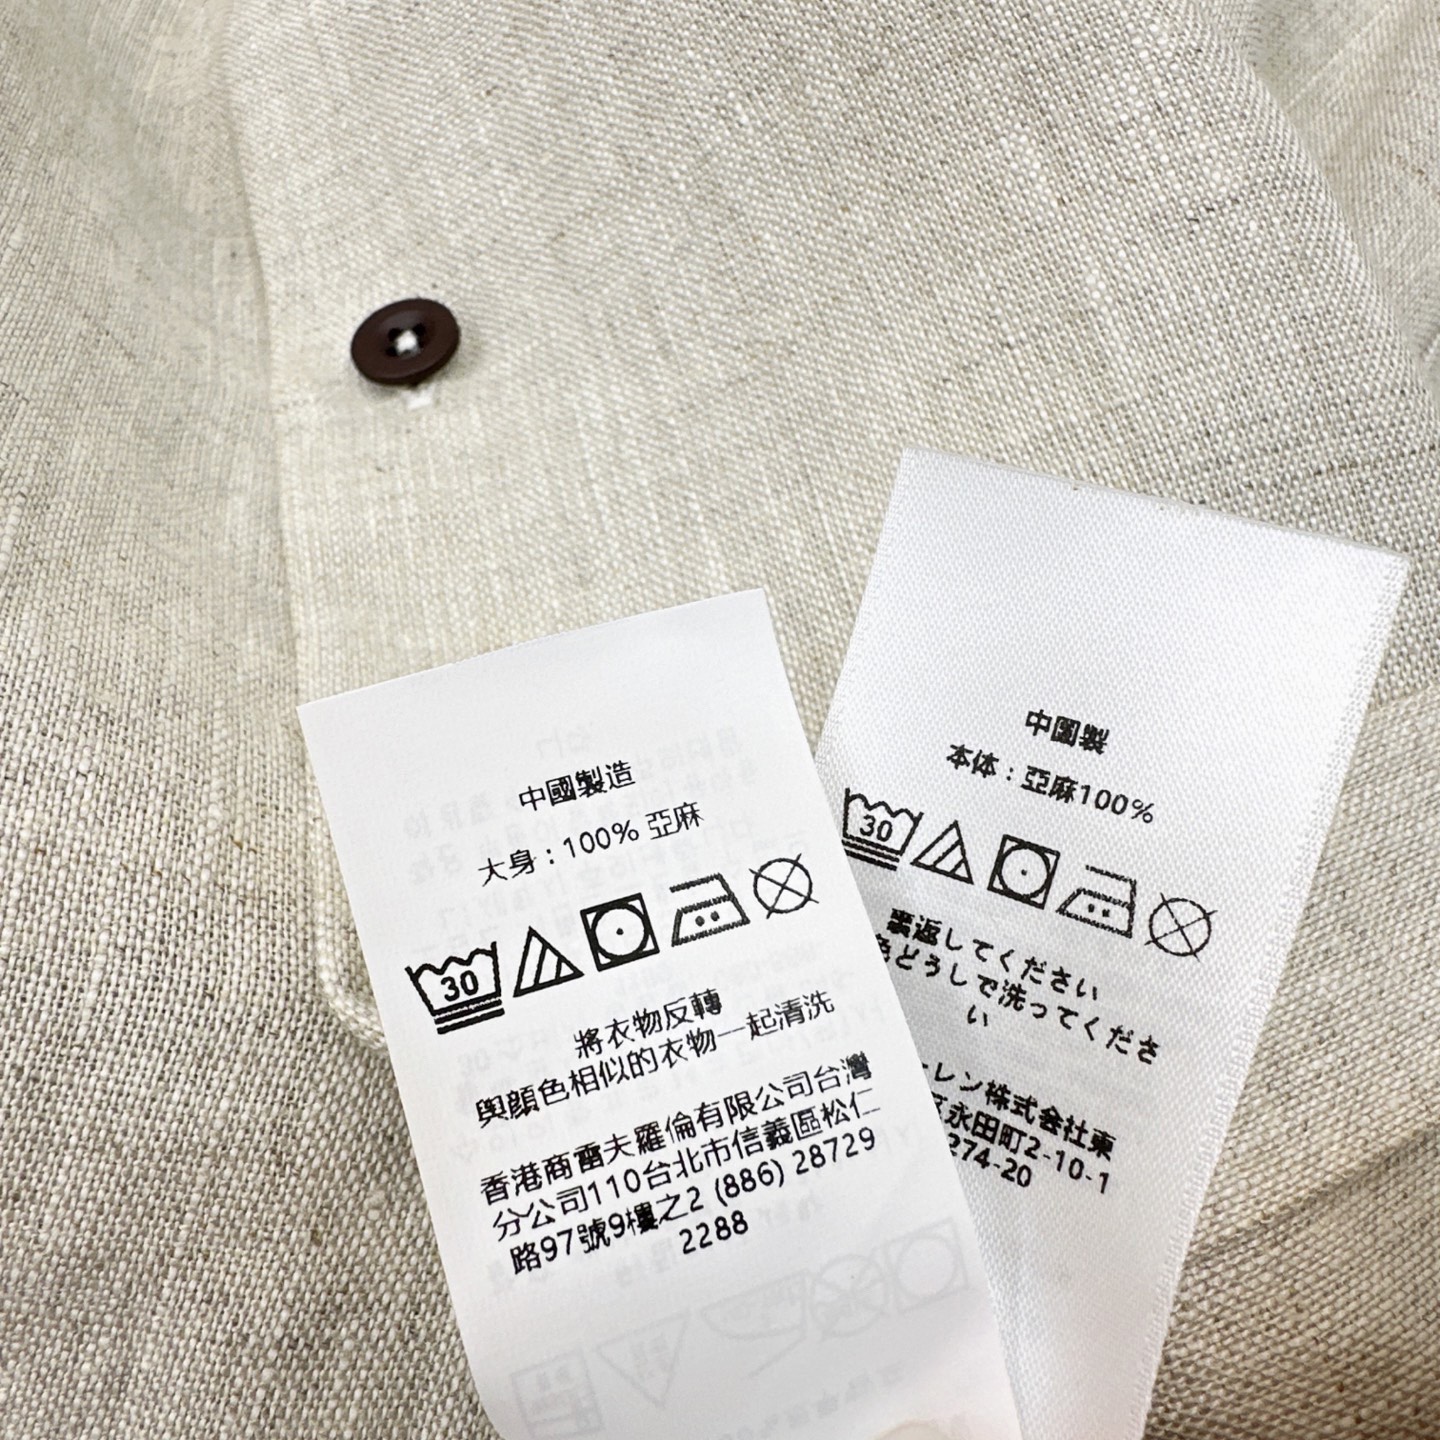 中國製造
大身：100% 亞麻
30
將衣物反轉
與顏色相似的衣物一起清洗
香港商雷夫羅倫有限公司台灣
分公司110台北市信義區松仁
路97號9樓之2 (886) 28729
2288
中國製
本体：亞麻100%
30
裏返してください
色どうしで洗ってくださ
い
ーレン株式会社東
永田町2-10-1
274-20